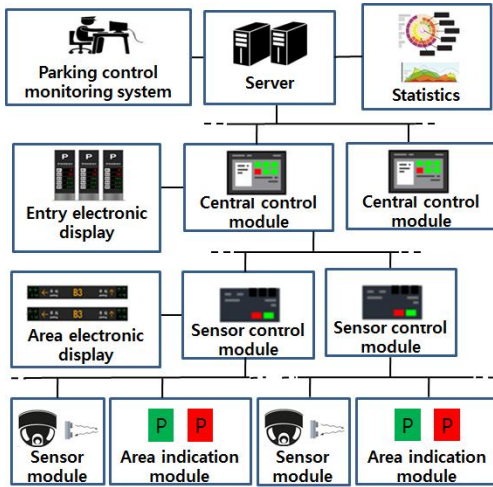 Parking control
monitoring system
Server
Statistics
P P P
Entry electronic
display
Central control
module
Central control
module
B3
B3
Area electronic
display
Sensor control
module
Sensor control
module
Sensor
module
P P
Area indication
module
Sensor
module
P P
Area indication
module